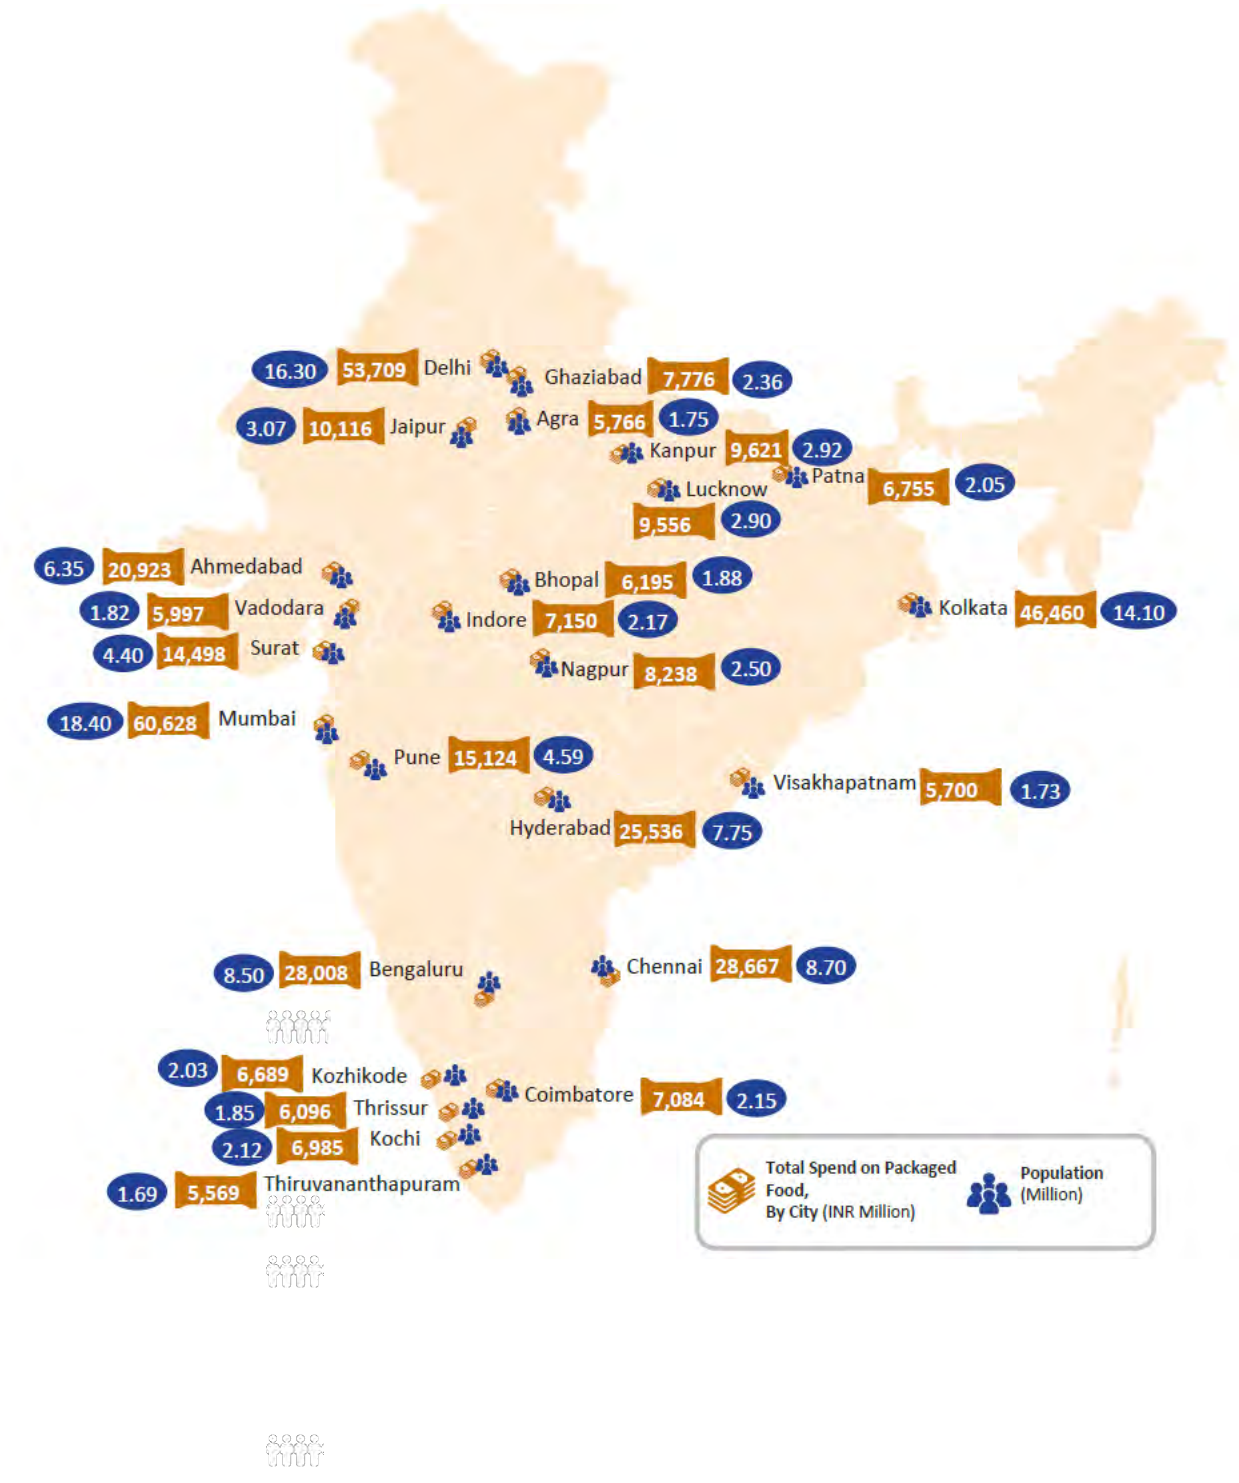 16.30 53,709 Delhi
Ghaziabad 7,776 2.36
3.07 10,116 Jaipur
Agra 5,766 1.75
Kanpur 9,621 2.92
Patna 6,755 2.05
Lucknow
9,556 2.90
6.35 20,923 Ahmedabad
Bhopal 6,195 1.88
1.82 5,997 Vadodara
Indore 7,150 2.17
Kolkata 46,460 14.10
4.40 14,498 Surat
Nagpur 8,238 2.50
18.40 60,628 Mumbai
Pune 15,124 4.59
Visakhapatnam 5,700 1.73
Hyderabad 25,536 7.75
8.50 28,008 Bengaluru
Chennai 28,667 8.70
2.03 6,689 Kozhikode
Coimbatore 7,084 2.15
1.85 6,096 Thrissur
2.12 6,985 Kochi
1.69 5,569 Thiruvananthapuram
Total Spend on Packaged
Food,
By City (INR Million)
Population
(Million)